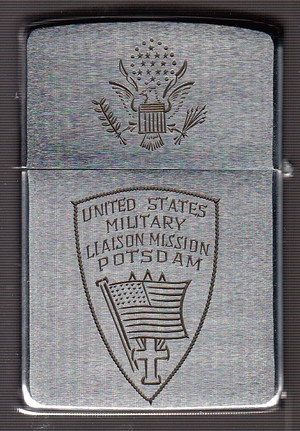 UNITED STATES
MILITARY
LIAISON MISSION
POTSDAM